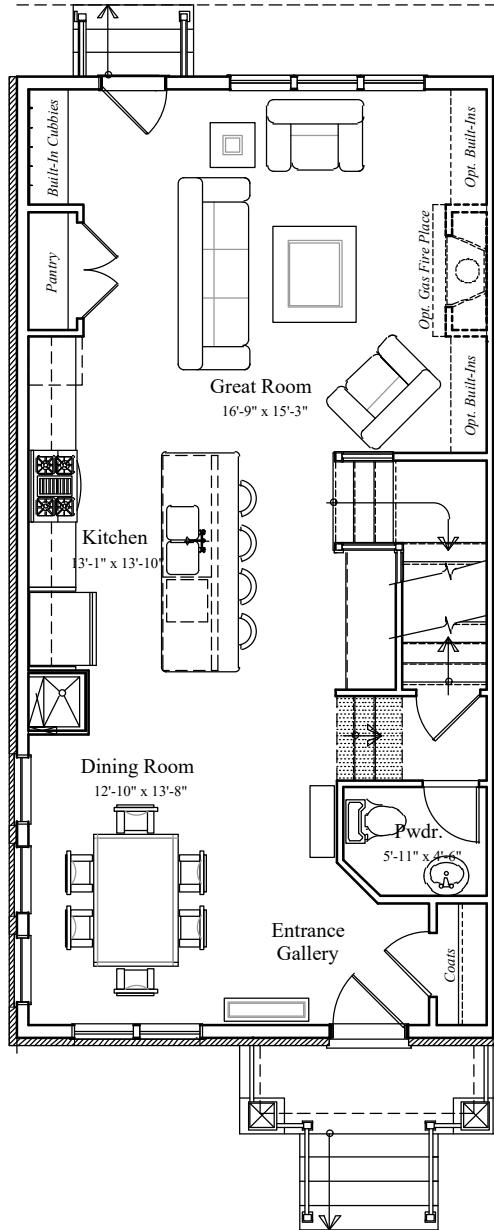 Built-In Cubbies
Opt. Built-Ins
Pantry
Opt. Gas Fire Place
Great Room
16'-9" x 15'-3"
Opt. Built-Ins
Kitchen
13'-1" x 13'-10"
Dining Room
12'-10" x 13'-8"
Pwdr.
5'-11" x 4'-6"
Entrance
Gallery
Coats